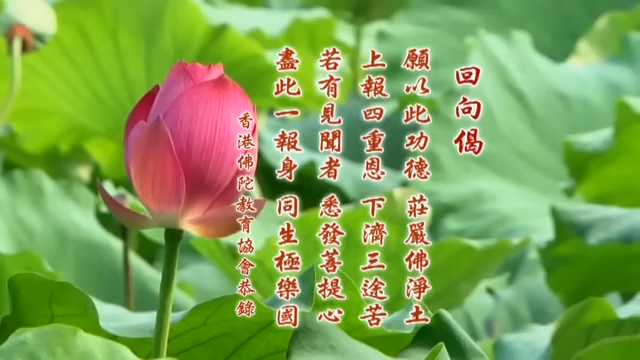 回向偈
願以此功德 莊嚴佛淨土
上報四重恩 下濟三途苦
若有見聞者 悉發菩提心
盡此一報身 同生極樂國
香港佛陀教育協會恭錄